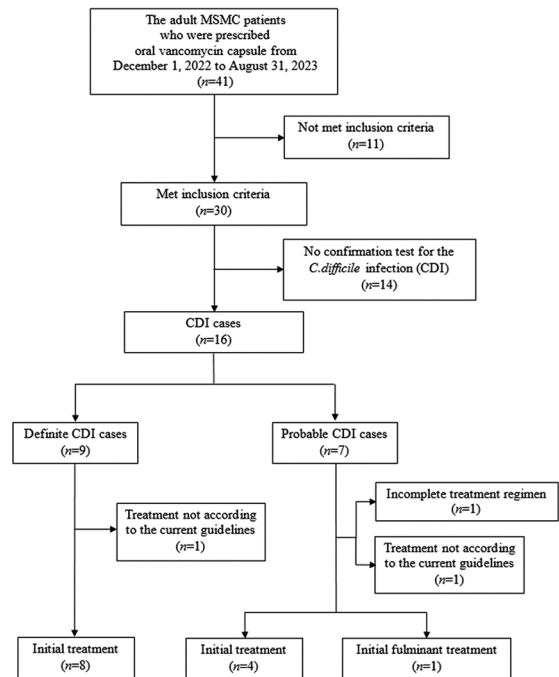 The adult MSMC patients
who were prescribed
oral vancomycin capsule from
December 1, 2022 to August 31, 2023
(n=41)
Not met inclusion criteria
(n=11)
Met inclusion criteria
(n=30)
No confirmation test for the
C.difficile infection (CDI)
(n=14)
CDI cases
(n=16)
Definite CDI cases
(n=9)
Probable CDI cases
(n=7)
Incomplete treatment regimen
(n=1)
Treatment not according
to the current guidelines
(n=1)
Treatment not according
to the current guidelines
(n=1)
Initial treatment
(n=8)
Initial treatment
(n=4)
Initial fulminant treatment
(n=1)